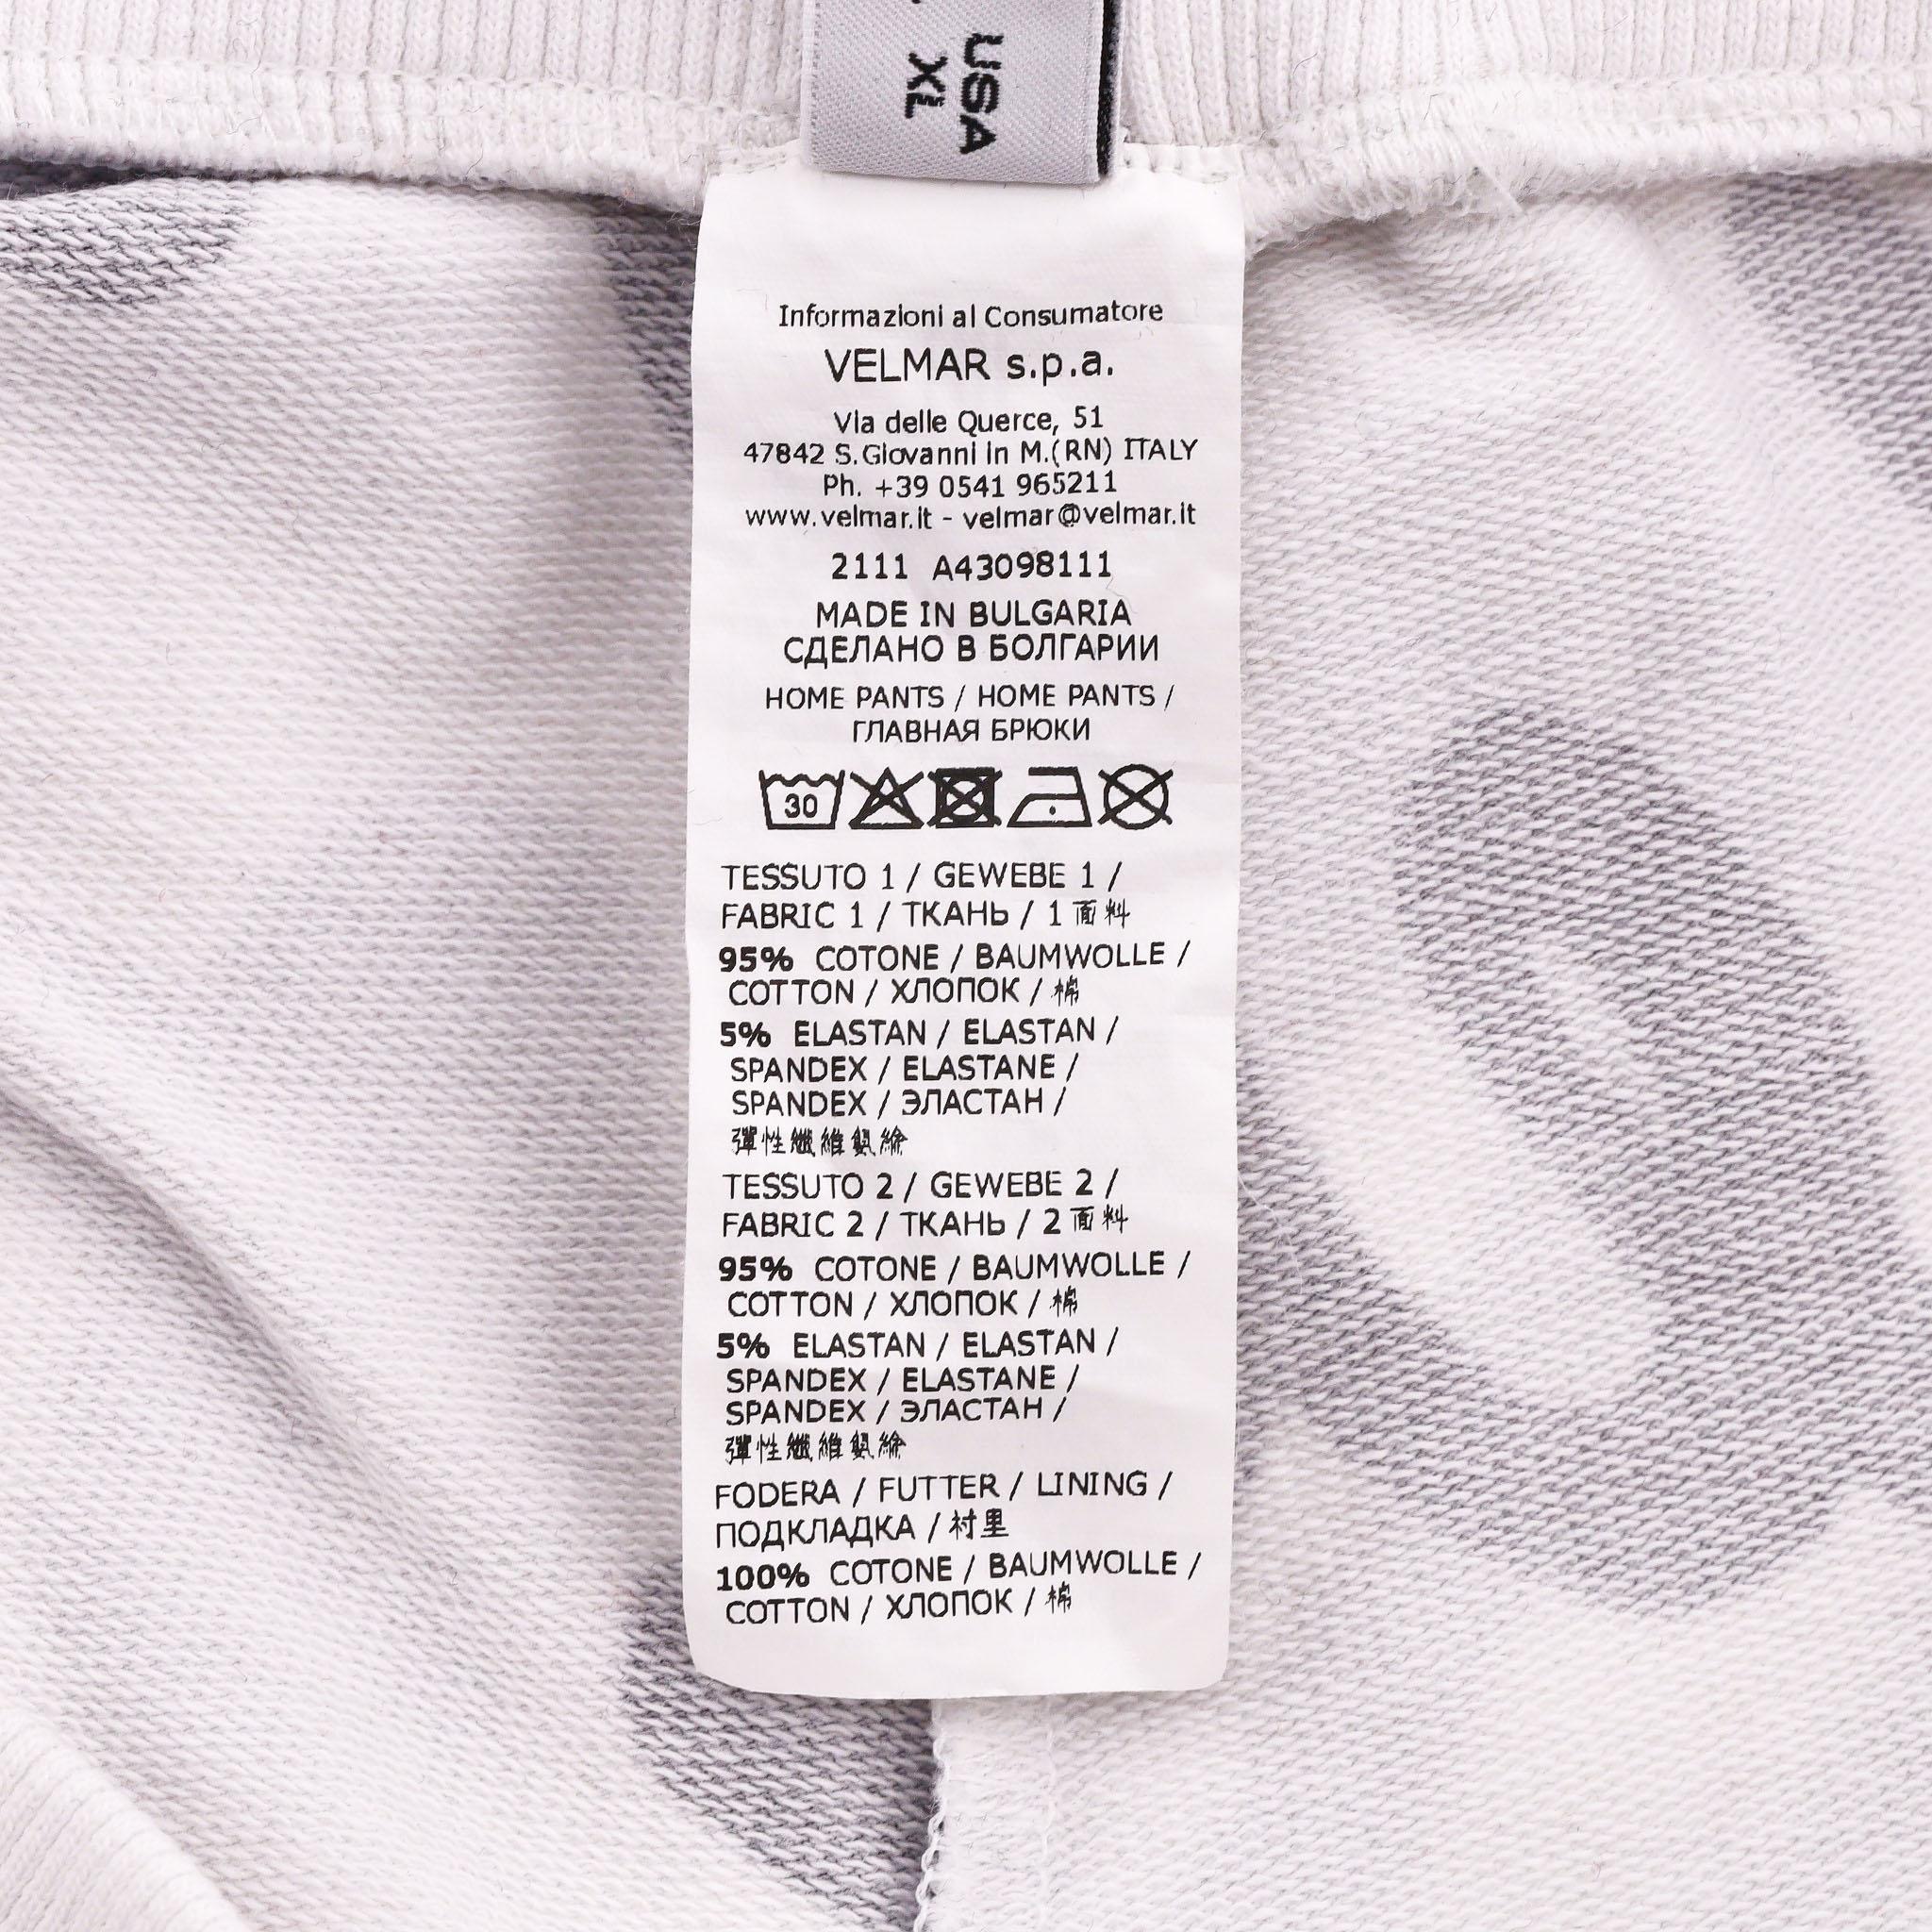 USA
XL
Informazioni al Consumatore
VELMAR s.p.a.
Via delle Querce, 51
47842 S.Giovanni in M.(RN) ITALY
Ph. +39 0541 965211
www.velmar.it - velmar@velmar.it
2111 A43098111
MADE IN BULGARIA
СДЕЛАНО В БОЛГАРИИ
HOME PANTS / HOME PANTS /
ГЛАВНАЯ БРЮКИ
30
TESSUTO 1 / GEWEBE 1 /
FABRIC 1 / ТКАНЬ / 1 面料
95% COTONE / BAUMWOLLE /
COTTON / ХЛОПОК / 棉
5% ELASTAN / ELASTAN /
SPANDEX / ELASTANE /
SPANDEX / ЭЛАСТАН /
彈性纖維
TESSUTO 2 / GEWEBE 2 /
FABRIC 2 / ТКАНЬ / 2 面料
95% COTONE / BAUMWOLLE /
COTTON / ХЛОПОК / 棉
5% ELASTAN / ELASTAN /
SPANDEX / ELASTANE /
SPANDEX / ЭЛАСТАН /
彈性纖維
FODERA / FUTTER / LINING /
ПОДКЛАДКА / 衬里
100% COTONE / BAUMWOLLE /
COTTON / ХЛОПОК / 棉